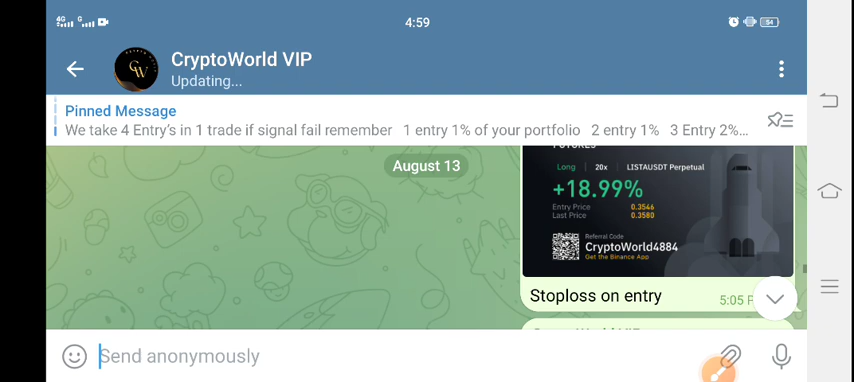 4G G 4:59 54
CryptoWorld VIP
Updating...
Pinned Message
We take 4 Entry's in 1 trade if signal fail remember 1 entry 1% of your portfolio 2 entry 1% 3 Entry 2%...
August 13
FUTURES
Long 20x LISTAUSDT Perpetual
+18.99%
Entry Price 0.3546
Last Price 0.3580
Referral Code
CryptoWorld4884
Get the Binance App
Stoploss on entry
5:05 P
Send anonymously